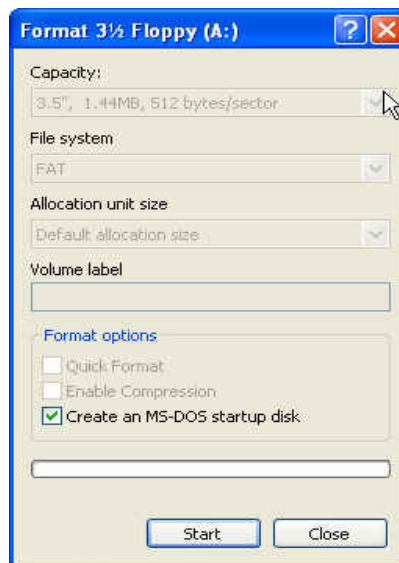 Format 3½ Floppy (A:)
Capacity:
3.5", 1.44MB, 512 bytes/sector
File system
FAT
Allocation unit size
Default allocation size
Volume label
Format options
Quick Format
Enable Compression
Create an MS-DOS startup disk
Start Close